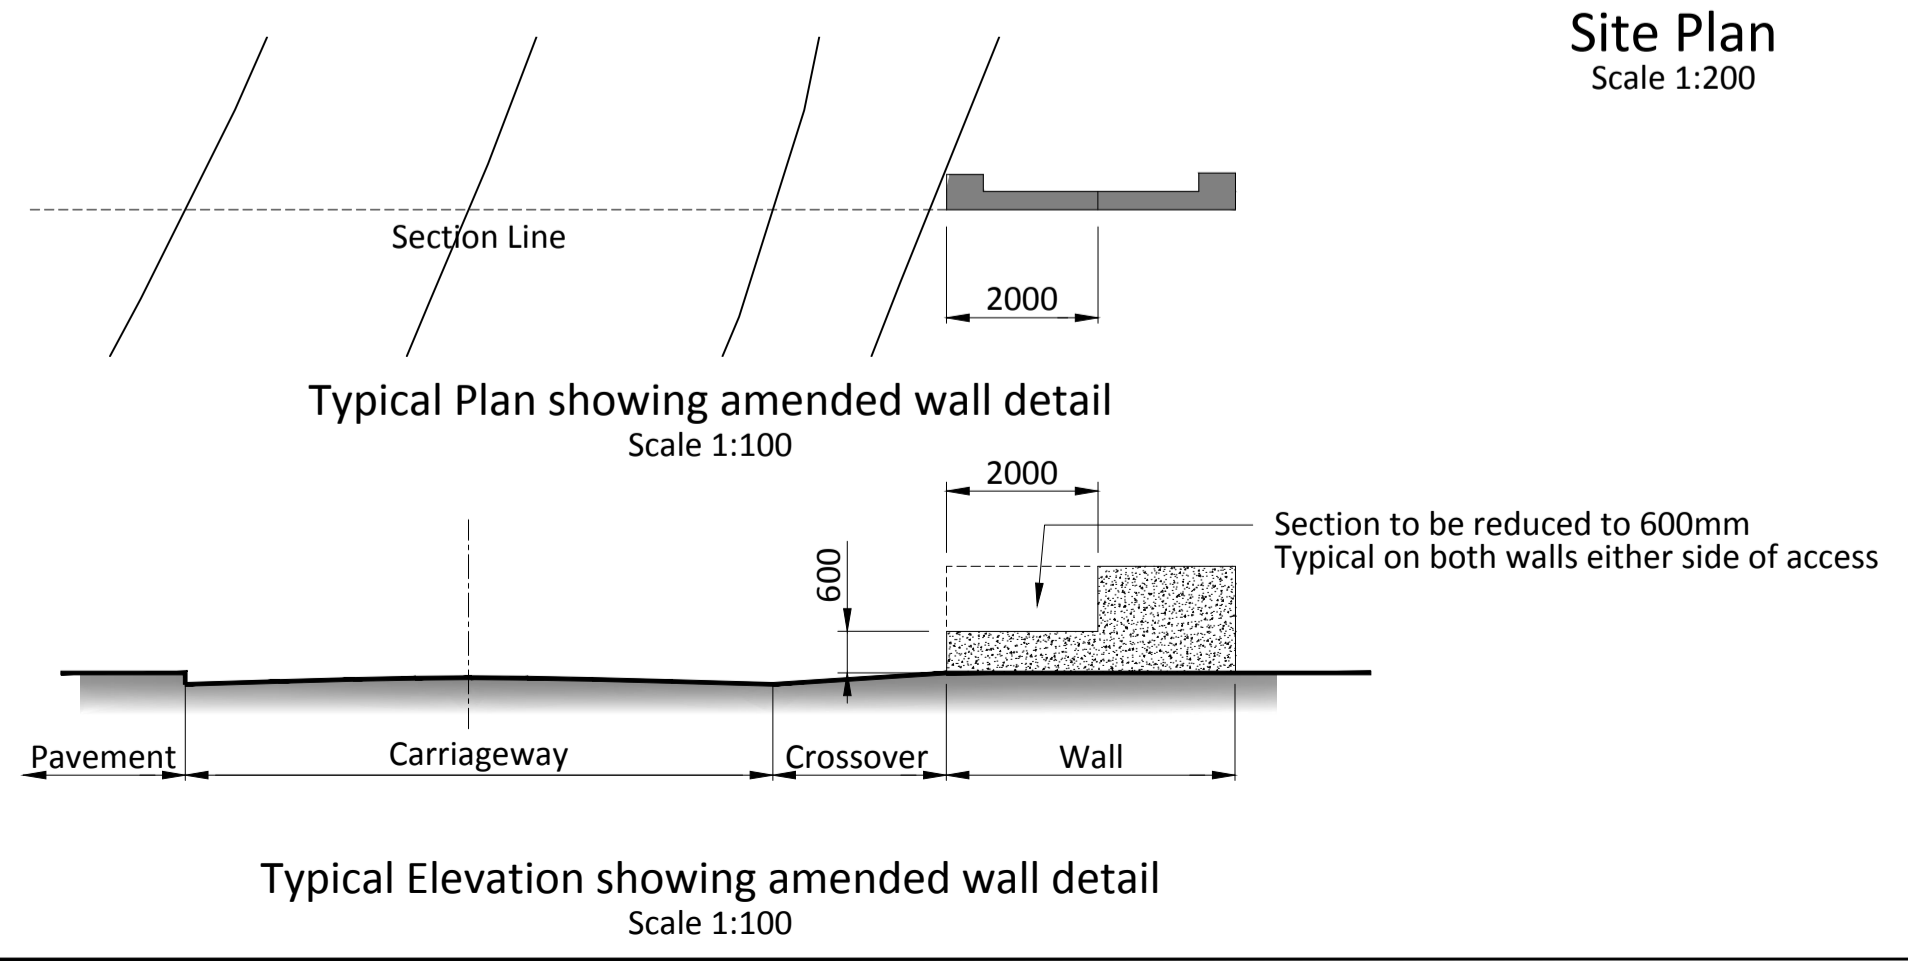 Site Plan
Scale 1:200
Section Line
2000
Typical Plan showing amended wall detail
Scale 1:100
2000
Section to be reduced to 600mm
Typical on both walls either side of access
600
Pavement
Carriageway
Crossover
Wall
Typical Elevation showing amended wall detail
Scale 1:100